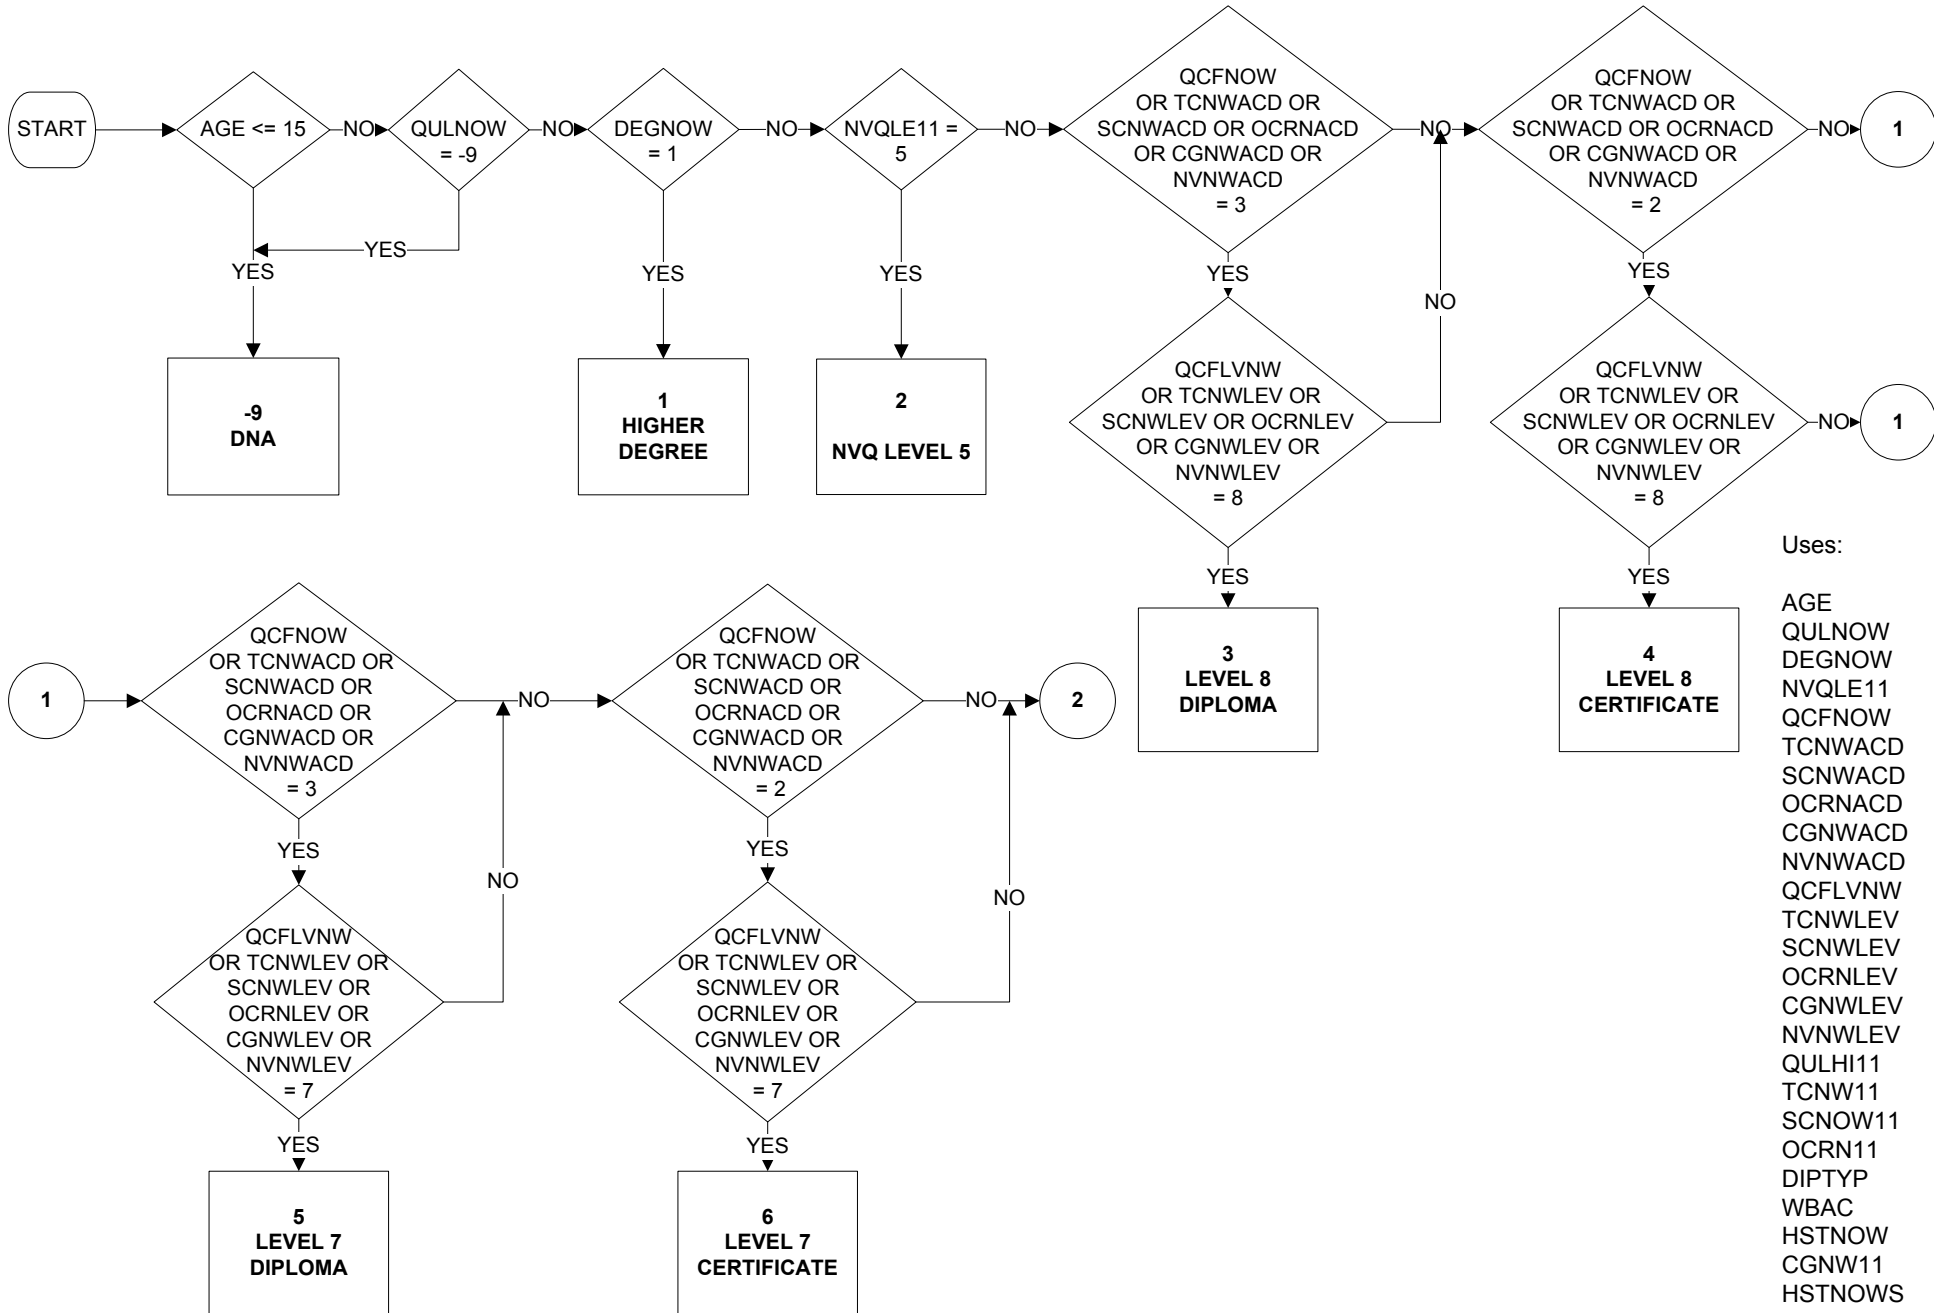 START
AGE <= 15
NO
QULNOW
= -9
NO
DEGNOW
= 1
NO
NVQLE11 =
5
NO
QCFNOW
OR TCNWACD OR
SCNWACD OR OCRNACD
OR CGNWACD OR
NVNWACD
= 3
NO
QCFNOW
OR TCNWACD OR
SCNWACD OR OCRNACD
OR CGNWACD OR
NVNWACD
= 2
NO
1
YES
YES
YES
YES
YES
YES
NO
-9
DNA
1
HIGHER
DEGREE
2
NVQ LEVEL 5
QCFLVNW
OR TCNWLEV OR
SCNWLEV OR OCRNLEV
OR CGNWLEV OR
NVNWLEV
= 8
QCFLVNW
OR TCNWLEV OR
SCNWLEV OR OCRNLEV
OR CGNWLEV OR
NVNWLEV
= 8
NO
1
YES
YES
3
LEVEL 8
DIPLOMA
4
LEVEL 8
CERTIFICATE
1
QCFNOW
OR TCNWACD OR
SCNWACD OR
OCRNACD OR
CGNWACD OR
NVNWACD
= 3
NO
QCFNOW
OR TCNWACD OR
SCNWACD OR
OCRNACD OR
CGNWACD OR
NVNWACD
= 2
NO
2
YES
YES
NO
NO
QCFLVNW
OR TCNWLEV OR
SCNWLEV OR
OCRNLEV OR
CGNWLEV OR
NVNWLEV
= 7
QCFLVNW
OR TCNWLEV OR
SCNWLEV OR
OCRNLEV OR
CGNWLEV OR
NVNWLEV
= 7
YES
YES
5
LEVEL 7
DIPLOMA
6
LEVEL 7
CERTIFICATE
Uses:
AGE
QULNOW
DEGNOW
NVQLE11
QCFNOW
TCNWACD
SCNWACD
OCRNACD
CGNWACD
NVNWACD
QCFLVNW
TCNWLEV
SCNWLEV
OCRNLEV
CGNWLEV
NVNWLEV
QULHI11
TCNW11
SCNOW11
OCRN11
DIPTYP
WBAC
HSTNOW
CGNW11
HSTNOWS